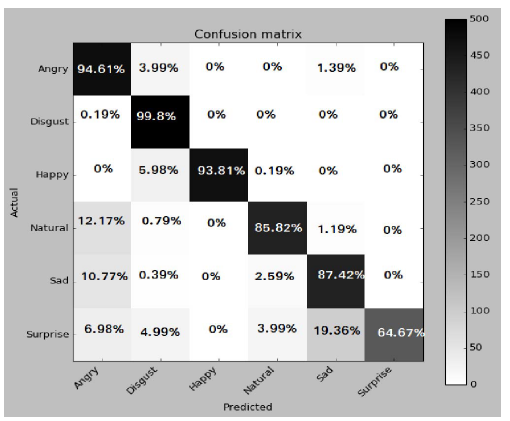 Confusion matrix
500
Angry 94.61% 3.99% 0% 0% 1.39% 0%
450
400
Disgust 0.19% 99.8% 0% 0% 0% 0%
350
300
Happy 0% 5.98% 93.81% 0.19% 0% 0%
Actual
250
Natural 12.17% 0.79% 0% 85.82% 1.19% 0%
200
150
Sad 10.77% 0.39% 0% 2.59% 87.42% 0%
100
Surprise 6.98% 4.99% 0% 3.99% 19.36% 64.67%
50
0
Angry Disgust Happy Natural Sad Surprise
Predicted